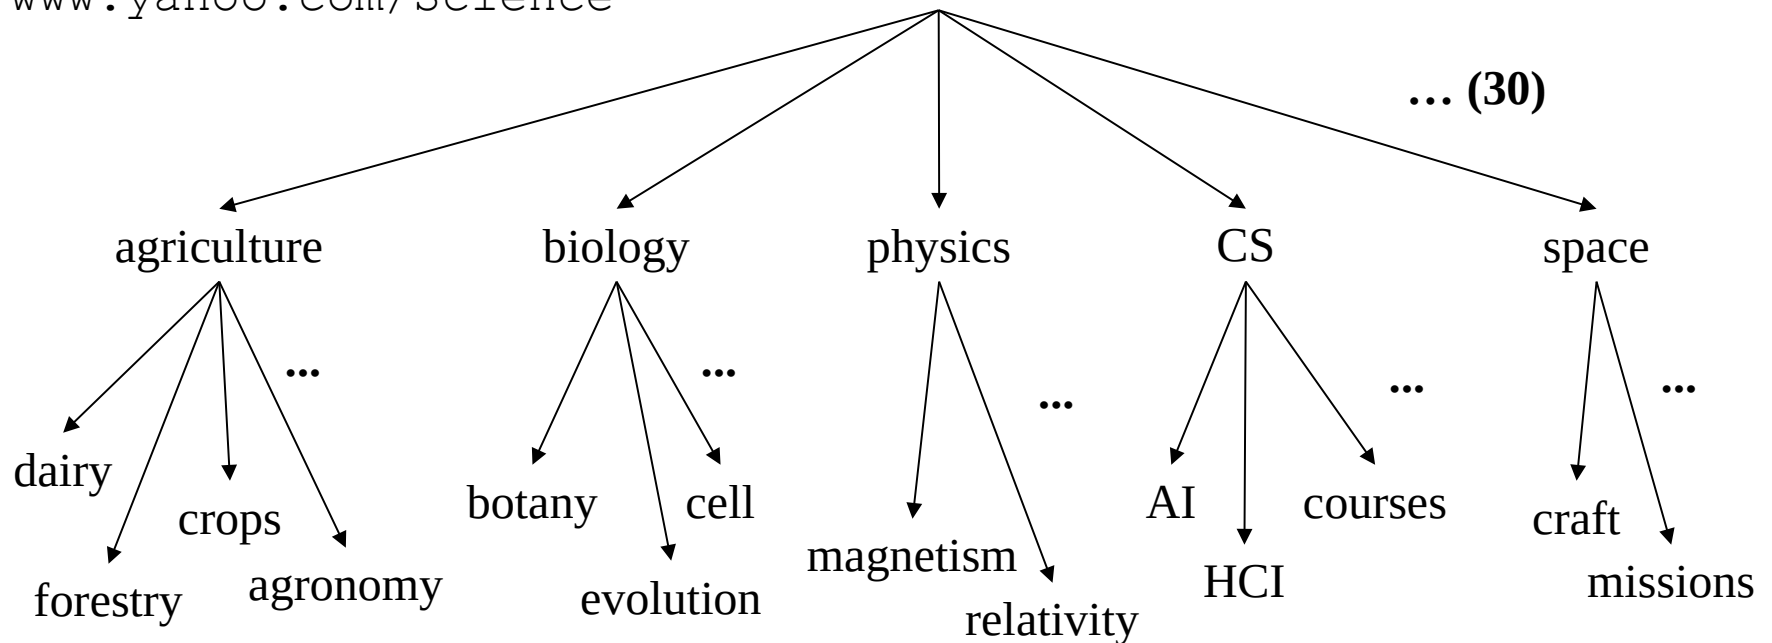 www.yahoo.com/Science
… (30)
agriculture biology physics CS space
... ... ... ... ...
dairy botany cell AI courses craft
crops magnetism HCI missions
forestry agronomy evolution relativity